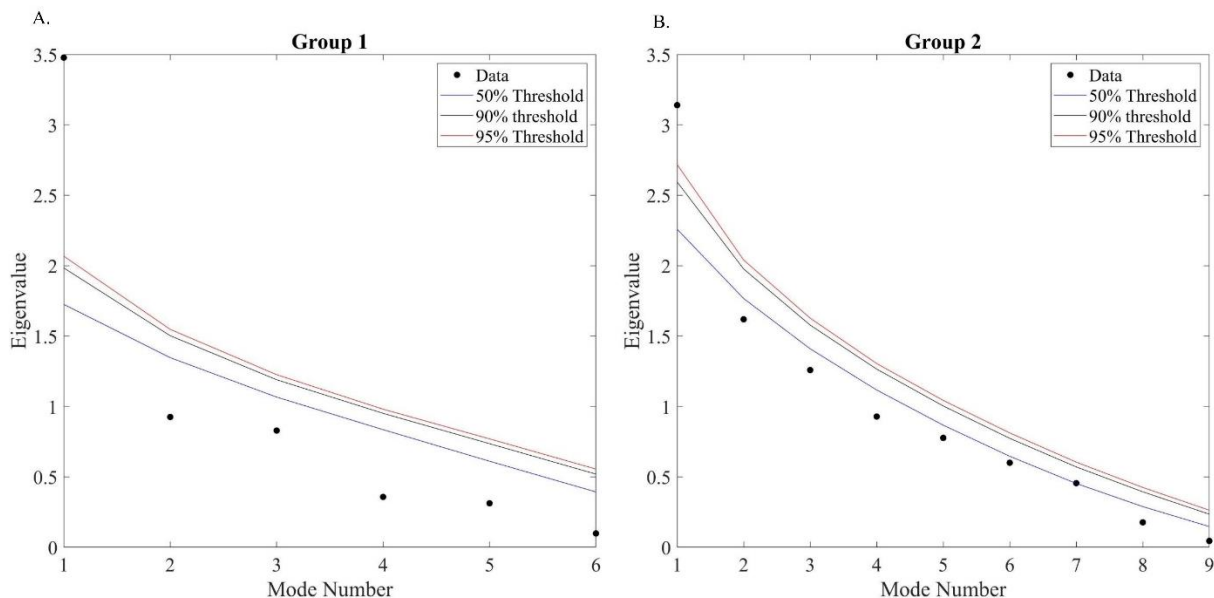 A.
Group 1
3.5
3
2.5
2
1.5
1
0.5
0
Eigenvalue
1 2 3 4 5 6
Mode Number
Data
50% Threshold
90% threshold
95% Threshold
B.
Group 2
3.5
3
2.5
2
1.5
1
0.5
0
Eigenvalue
1 2 3 4 5 6 7 8 9
Mode Number
Data
50% Threshold
90% threshold
95% Threshold